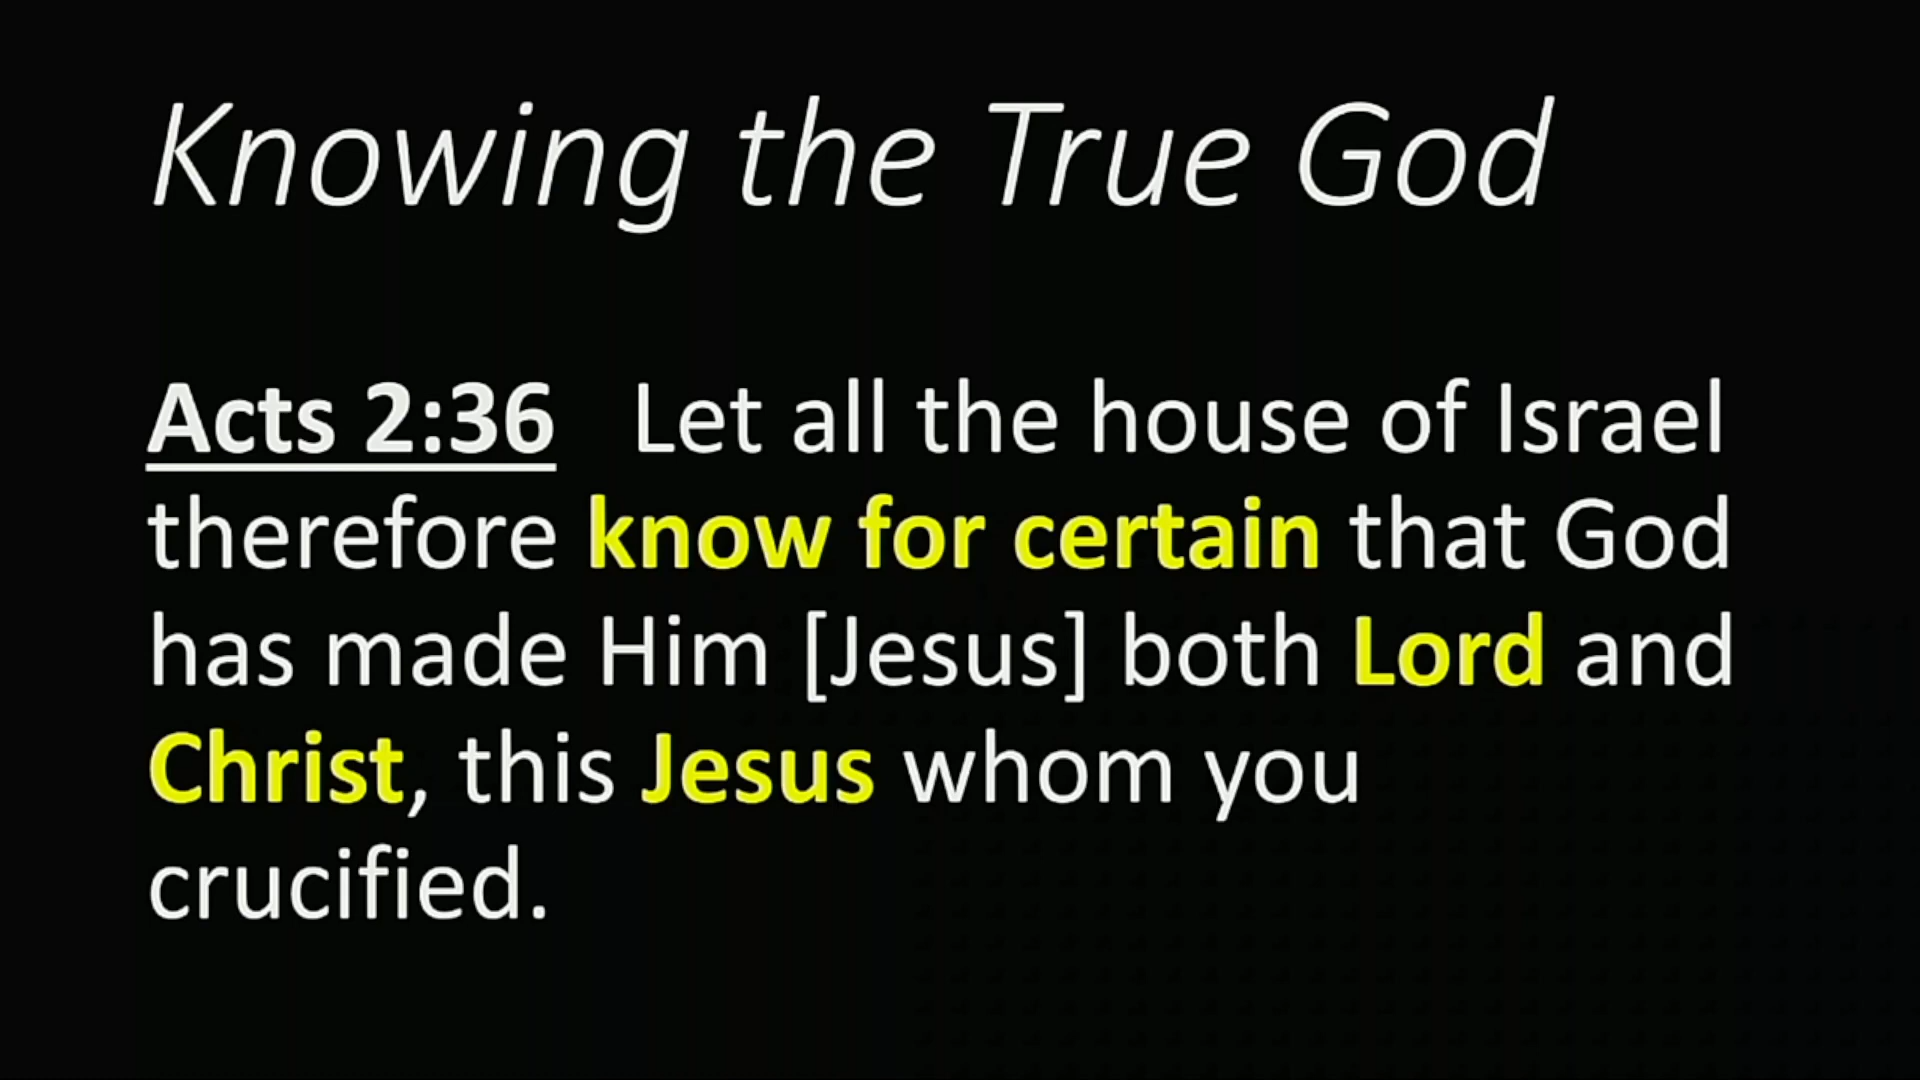 Knowing the True God
Acts 2:36 Let all the house of Israel
therefore know for certain that God
has made Him [Jesus] both Lord and
Christ, this Jesus whom you
crucified.